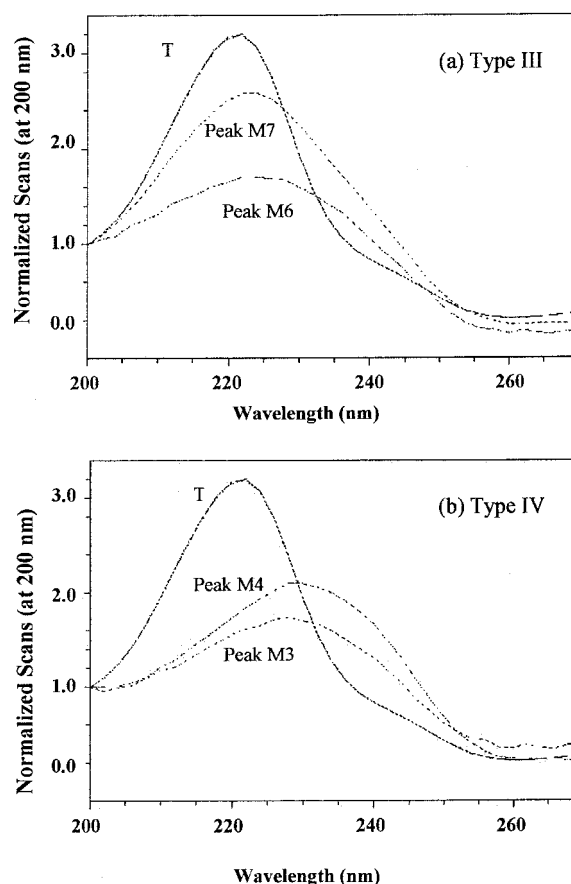 3.0
T
(a) Type III
Peak M7
2.0
Peak M6
1.0
0.0
Normalized Scans (at 200 nm)
200
220
240
260
Wavelength (nm)
3.0
T
(b) Type IV
Peak M4
2.0
Peak M3
1.0
0.0
Normalized Scans (at 200 nm)
200
220
240
260
Wavelength (nm)